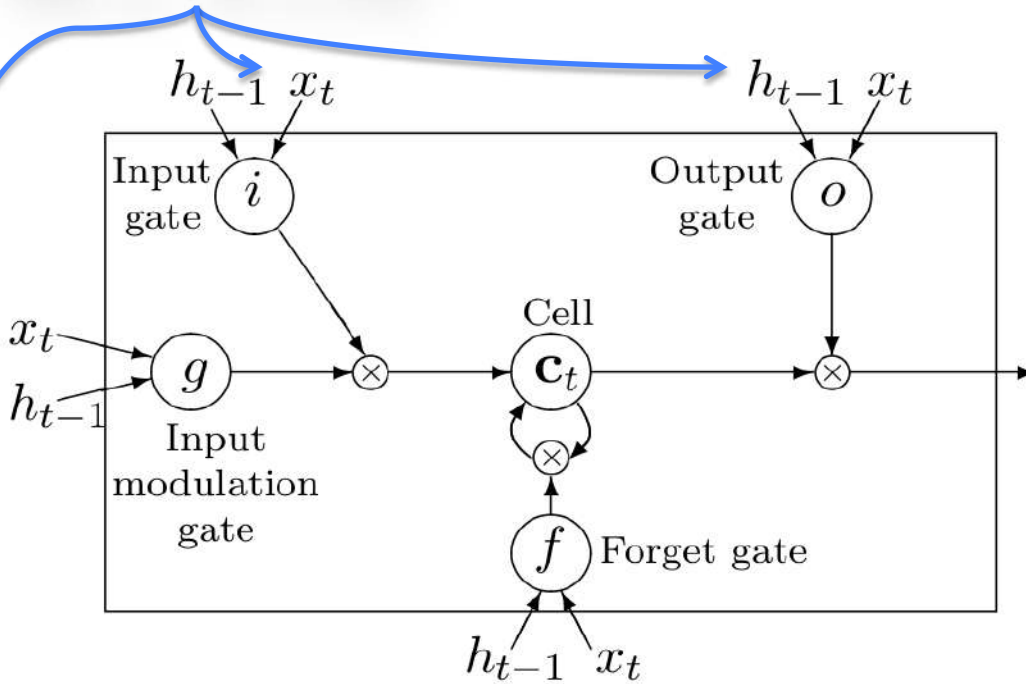 h_{t-1} x_t
h_{t-1} x_t
Input
gate
i
Output
gate
o
Cell
x_t
h_{t-1}
g
⊗
c_t
⊗
Input
modulation
gate
⊗
f
Forget gate
h_{t-1} x_t